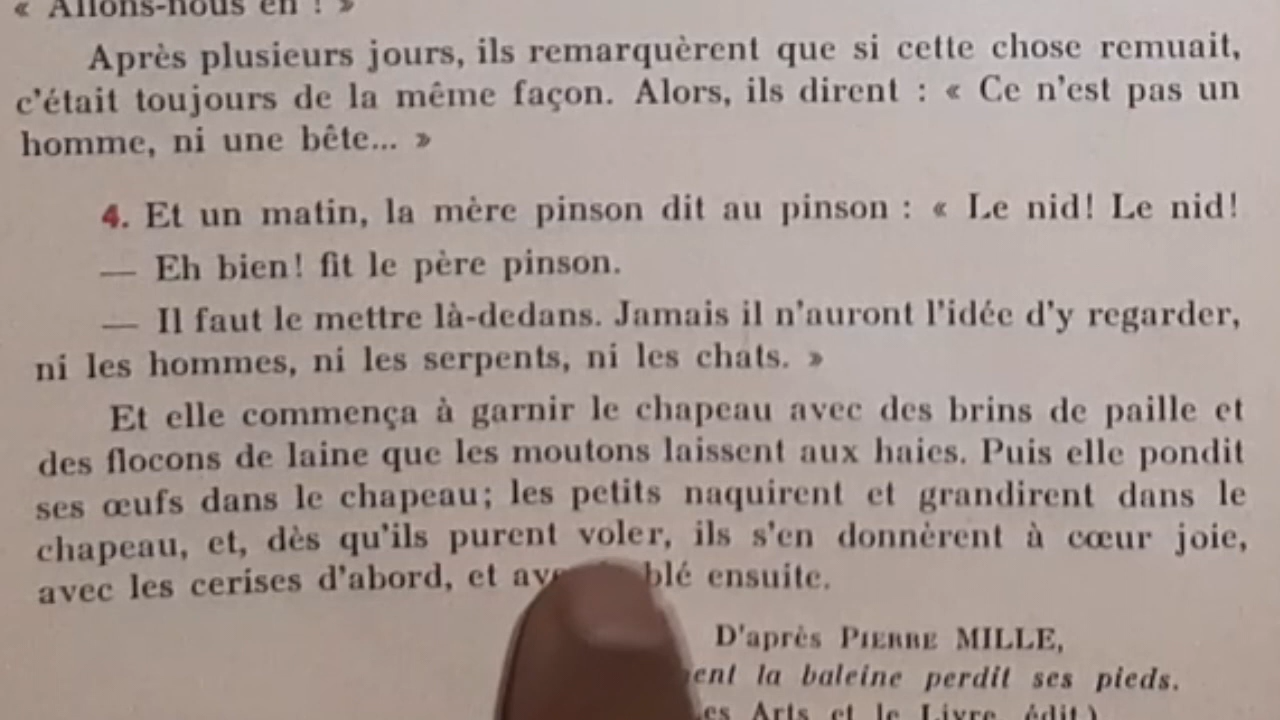 « Allons-nous en ! »
Après plusieurs jours, ils remarquèrent que si cette chose remuait,
c'était toujours de la même façon. Alors, ils dirent : « Ce n'est pas un
homme, ni une bête... »
4. Et un matin, la mère pinson dit au pinson : « Le nid! Le nid!
— Eh bien! fit le père pinson.
— Il faut le mettre là-dedans. Jamais il n'auront l'idée d'y regarder,
ni les hommes, ni les serpents, ni les chats. »
Et elle commença à garnir le chapeau avec des brins de paille et
des flocons de laine que les moutons laissent aux haies. Puis elle pondit
ses œufs dans le chapeau; les petits naquirent et grandirent dans le
chapeau, et, dès qu'ils purent voler, ils s'en donnèrent à cœur joie,
avec les cerises d'abord, et blé ensuite.
D'après PIERRE MILLE,
la baleine perdit ses pieds.
Arts et le Livre, édit.)